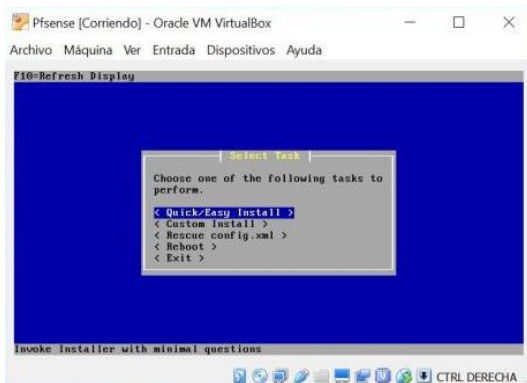 Pfsense [Corriendo] - Oracle VM VirtualBox
Archivo Máquina Ver Entrada Dispositivos Ayuda
F10=Refresh Display
Select Task
Choose one of the following tasks to
perform.
< Quick/Easy Install >
< Custom Install >
< Rescue config.xml >
< Reboot >
< Exit >
Invoke Installer with minimal questions
CTRL DERECHA